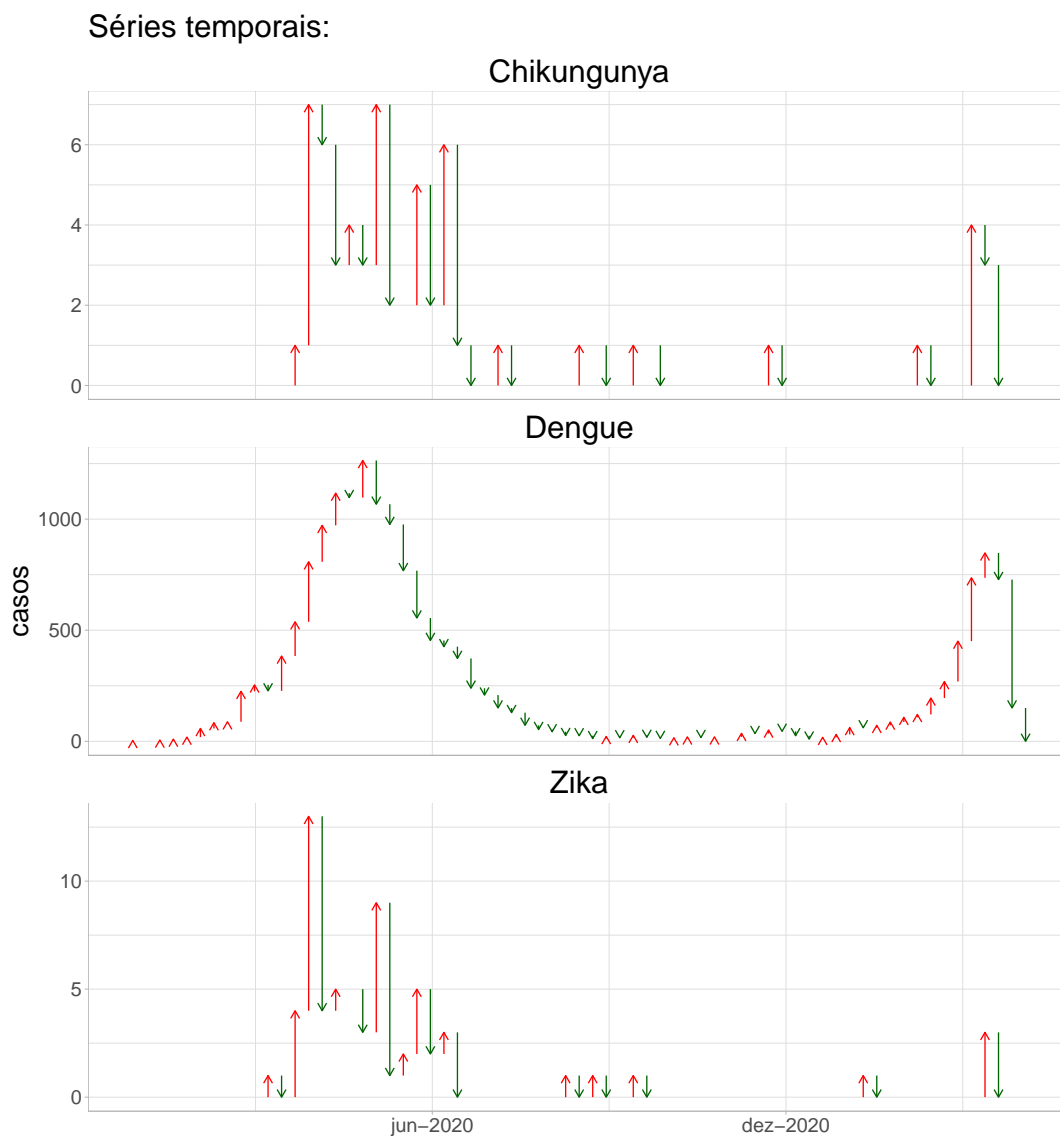 Séries temporais:
Chikungunya
6
4
2
0
Dengue
1000
500
0
casos
Zika
10
5
0
jun−2020
dez−2020